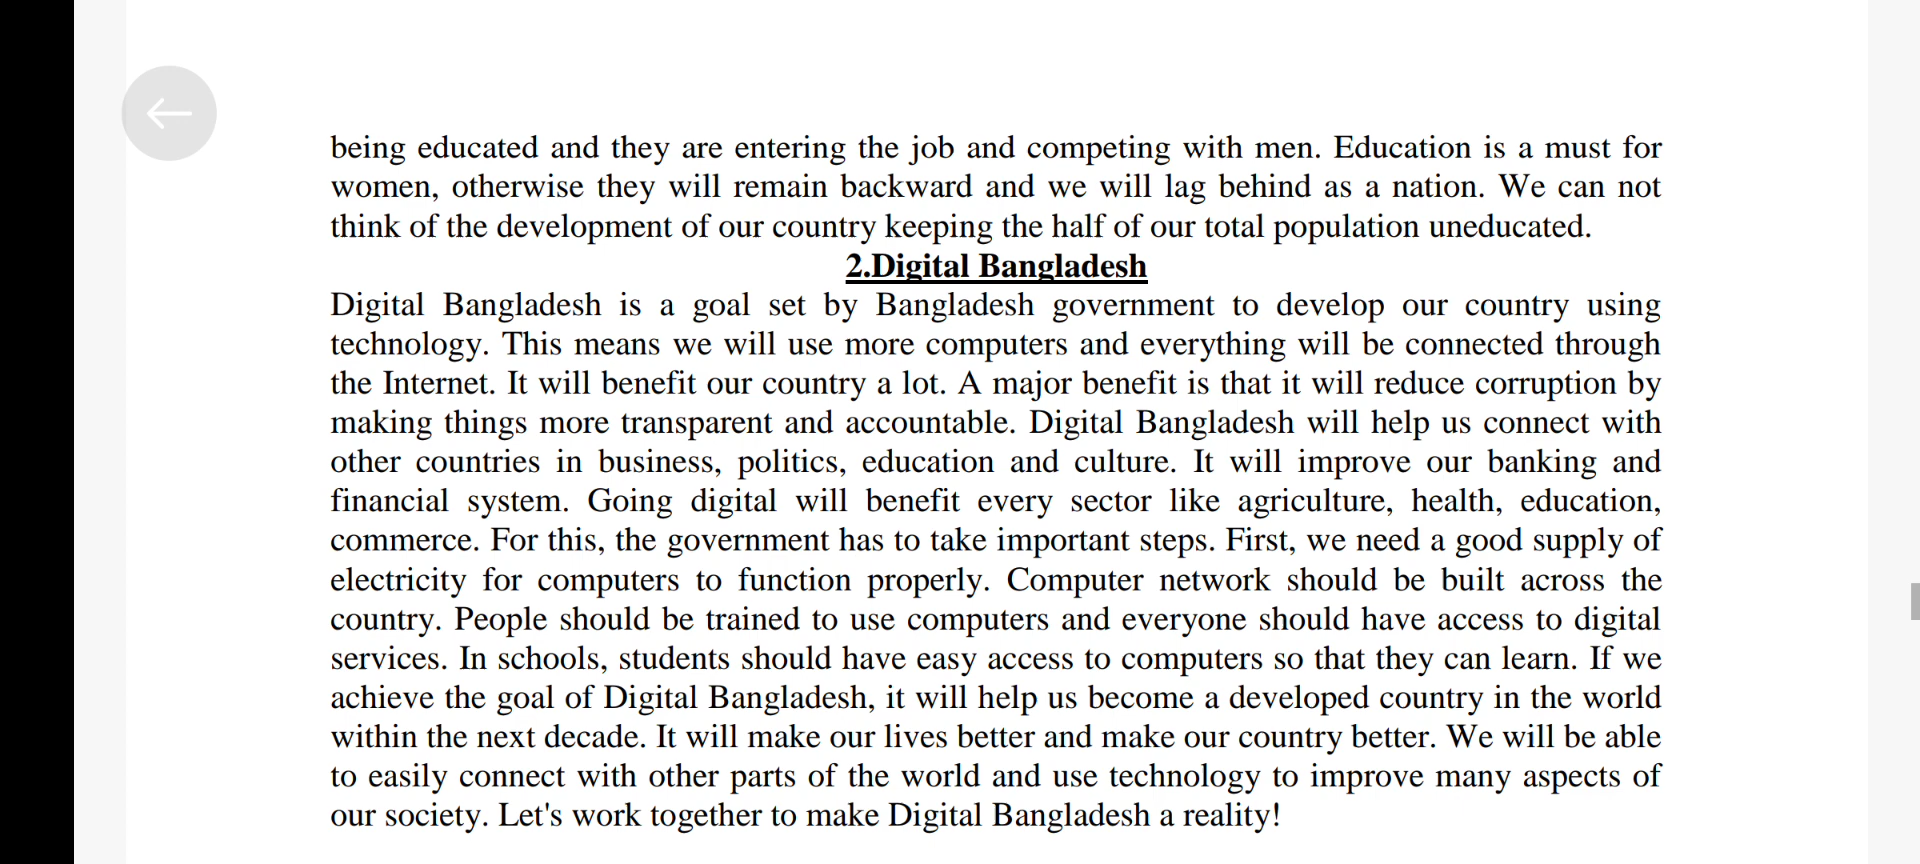 being educated and they are entering the job and competing with men. Education is a must for
women, otherwise they will remain backward and we will lag behind as a nation. We can not
think of the development of our country keeping the half of our total population uneducated.
2.Digital Bangladesh
Digital Bangladesh is a goal set by Bangladesh government to develop our country using
technology. This means we will use more computers and everything will be connected through
the Internet. It will benefit our country a lot. A major benefit is that it will reduce corruption by
making things more transparent and accountable. Digital Bangladesh will help us connect with
other countries in business, politics, education and culture. It will improve our banking and
financial system. Going digital will benefit every sector like agriculture, health, education,
commerce. For this, the government has to take important steps. First, we need a good supply of
electricity for computers to function properly. Computer network should be built across the
country. People should be trained to use computers and everyone should have access to digital
services. In schools, students should have easy access to computers so that they can learn. If we
achieve the goal of Digital Bangladesh, it will help us become a developed country in the world
within the next decade. It will make our lives better and make our country better. We will be able
to easily connect with other parts of the world and use technology to improve many aspects of
our society. Let's work together to make Digital Bangladesh a reality!